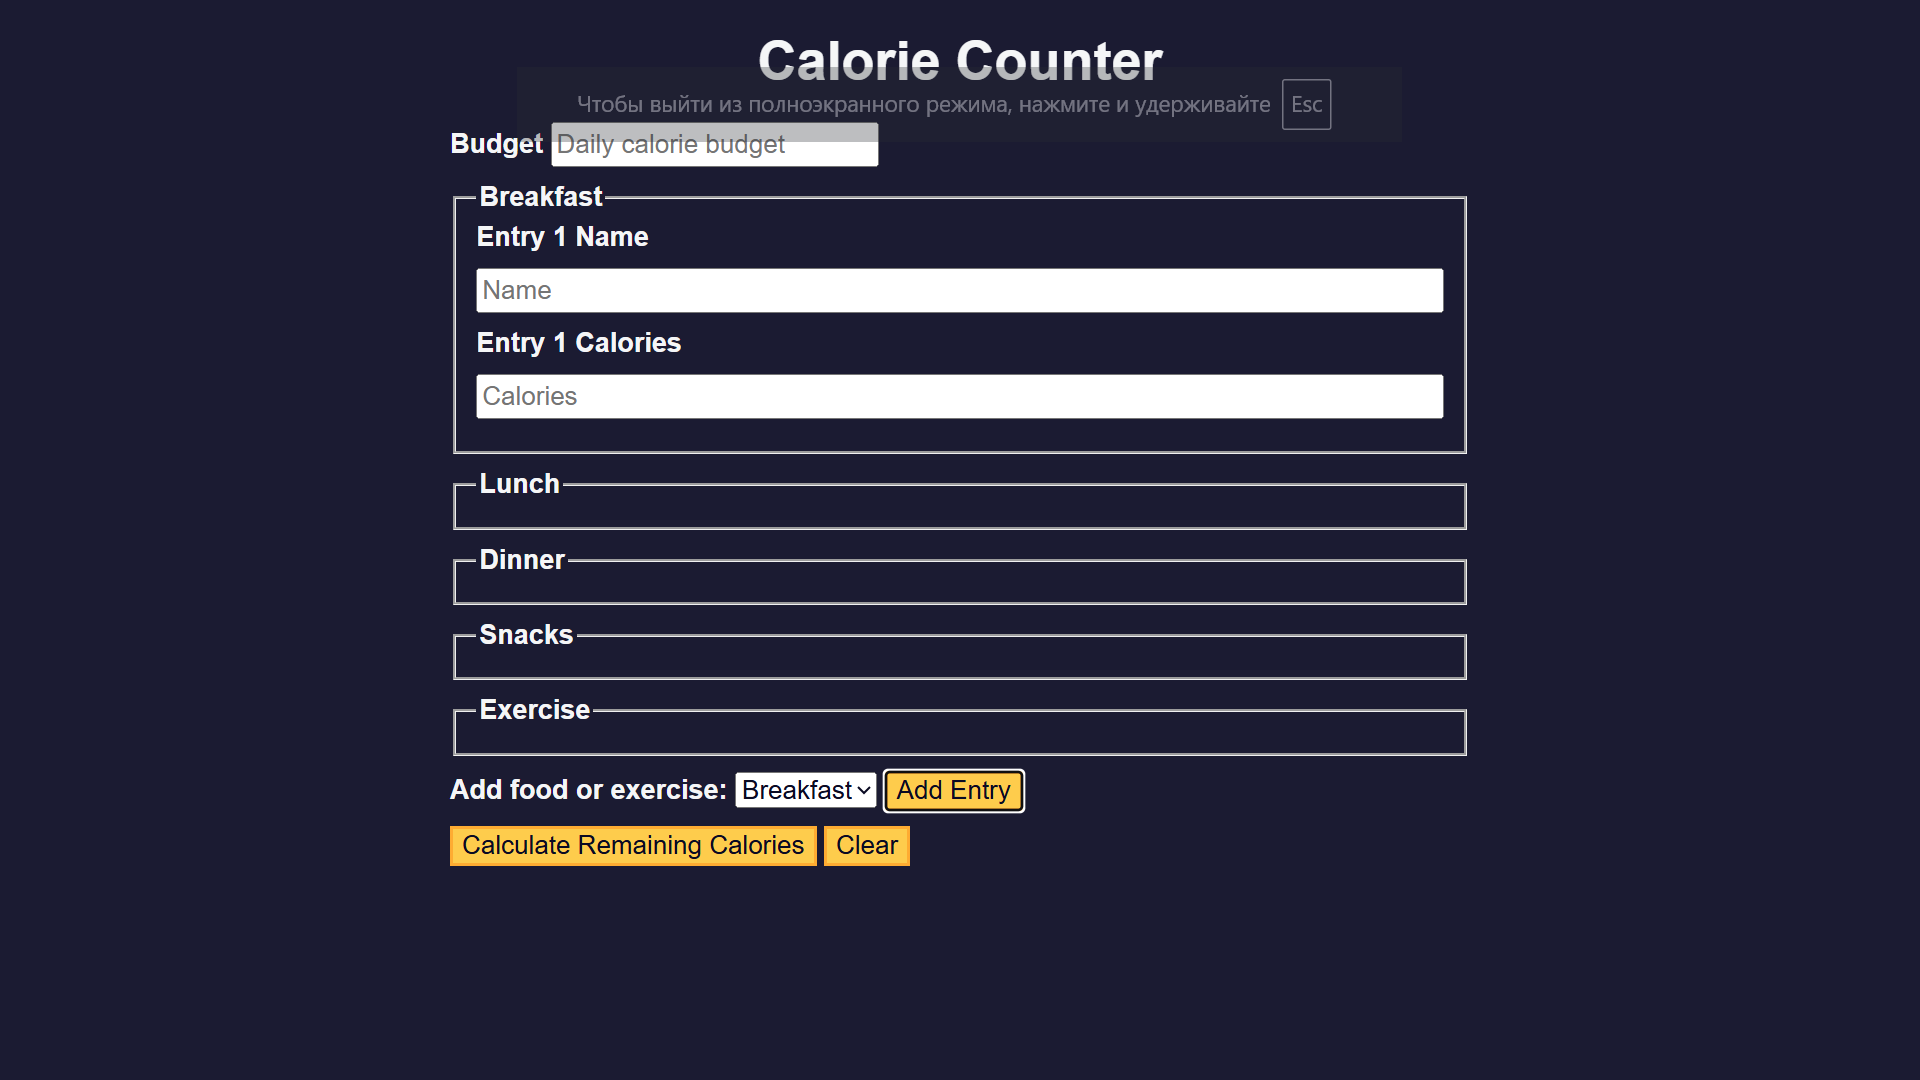 Calorie Counter
Чтобы выйти из полноэкранного режима, нажмите и удерживайте Esc
Budget Daily calorie budget
Breakfast
Entry 1 Name
Name
Entry 1 Calories
Calories
Lunch
Dinner
Snacks
Exercise
Add food or exercise: Breakfast Add Entry
Calculate Remaining Calories Clear